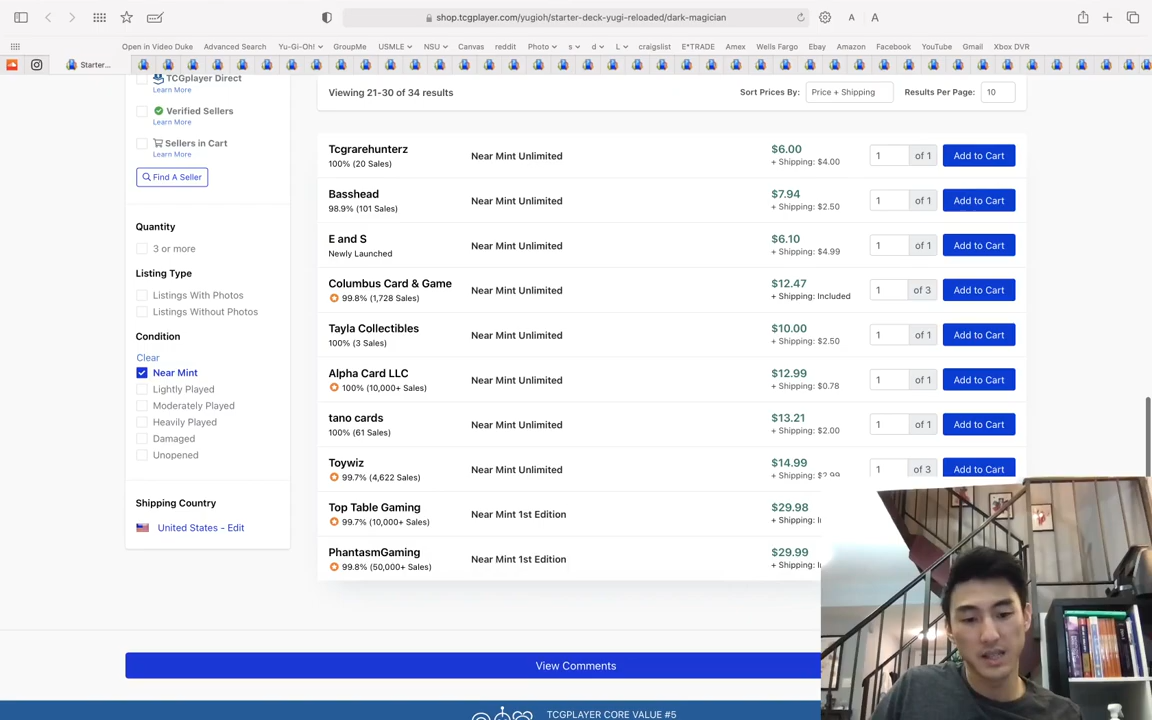 shop.tcgplayer.com/yugioh/starter-deck-yugi-reloaded/dark-magician
A A
Open in Video Duke Advanced Search Yu-Gi-Oh! GroupMe USMLE NSU Canvas reddit Photo s d L craigslist E*TRADE Amex Wells Fargo Ebay Amazon Facebook YouTube Gmail Xbox DVR
Starter...
TCGplayer Direct
Learn More
Verified Sellers
Learn More
Sellers in Cart
Learn More
Find A Seller
Quantity
3 or more
Listing Type
Listings With Photos
Listings Without Photos
Condition
Clear
Near Mint
Lightly Played
Moderately Played
Heavily Played
Damaged
Unopened
Shipping Country
United States - Edit
Viewing 21-30 of 34 results
Sort Prices By: Price + Shipping Results Per Page: 10
Tcgrarehunterz
100% (20 Sales)
Near Mint Unlimited
$6.00
+ Shipping: $4.00
1 of 1 Add to Cart
Basshead
98.9% (101 Sales)
Near Mint Unlimited
$7.94
+ Shipping: $2.50
1 of 1 Add to Cart
E and S
Newly Launched
Near Mint Unlimited
$6.10
+ Shipping: $4.99
1 of 1 Add to Cart
Columbus Card & Game
99.8% (1,728 Sales)
Near Mint Unlimited
$12.47
+ Shipping: Included
1 of 3 Add to Cart
Tayla Collectibles
100% (3 Sales)
Near Mint Unlimited
$10.00
+ Shipping: $2.50
1 of 1 Add to Cart
Alpha Card LLC
100% (10,000+ Sales)
Near Mint Unlimited
$12.99
+ Shipping: $0.78
1 of 1 Add to Cart
tano cards
100% (61 Sales)
Near Mint Unlimited
$13.21
+ Shipping: $2.00
1 of 1 Add to Cart
Toywiz
99.7% (4,622 Sales)
Near Mint Unlimited
$14.99
+ Shipping: $2.99
1 of 3 Add to Cart
Top Table Gaming
99.7% (10,000+ Sales)
Near Mint 1st Edition
$29.98
+ Shipping:
PhantasmGaming
99.8% (50,000+ Sales)
Near Mint 1st Edition
$29.99
+ Shipping:
View Comments
TCGPLAYER CORE VALUE #5